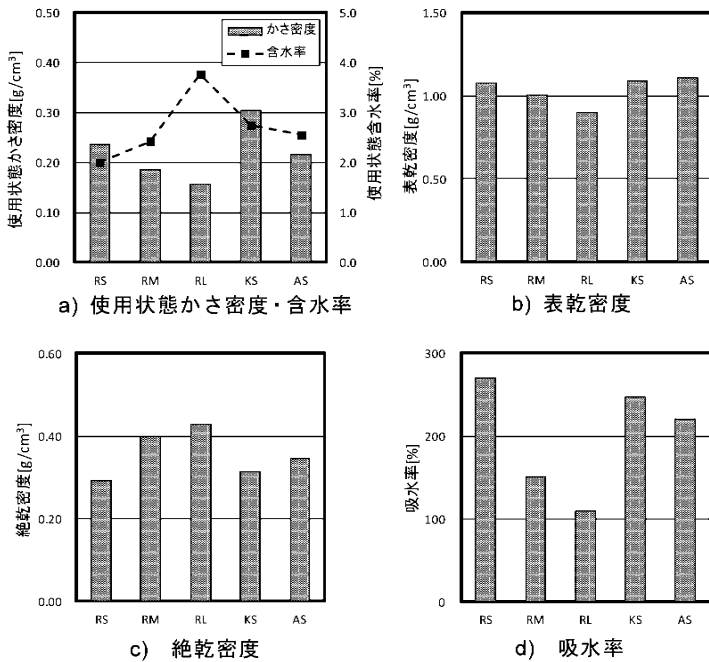 使用状態かさ密度[g/cm³]
0.50
0.40
0.30
0.20
0.10
0.00
かさ密度
含水率
5.0
4.0
3.0
2.0
1.0
0.0
使用状態含水率[%]
RS RM RL KS AS
a) 使用状態かさ密度・含水率
表乾密度[g/cm³]
1.50
1.00
0.50
0.00
RS RM RL KS AS
b) 表乾密度
絶乾密度[g/cm³]
0.60
0.40
0.20
0.00
RS RM RL KS AS
c) 絶乾密度
吸水率[%]
300
200
100
0
RS RM RL KS AS
d) 吸水率